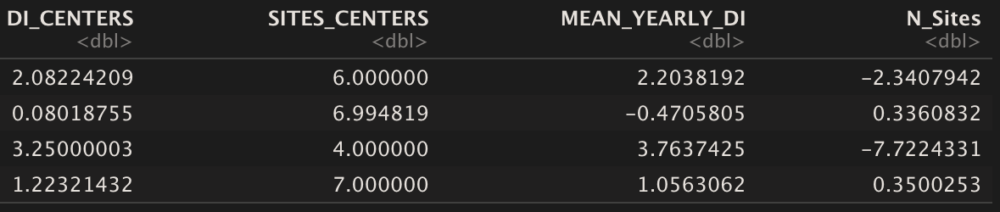 DI_CENTERS SITES_CENTERS MEAN_YEARLY_DI N_Sites
<dbl> <dbl> <dbl> <dbl>
2.08224209 6.000000 2.2038192 −2.3407942
0.08018755 6.994819 −0.4705805 0.3360832
3.25000003 4.000000 3.7637425 −7.7224331
1.22321432 7.000000 1.0563062 0.3500253